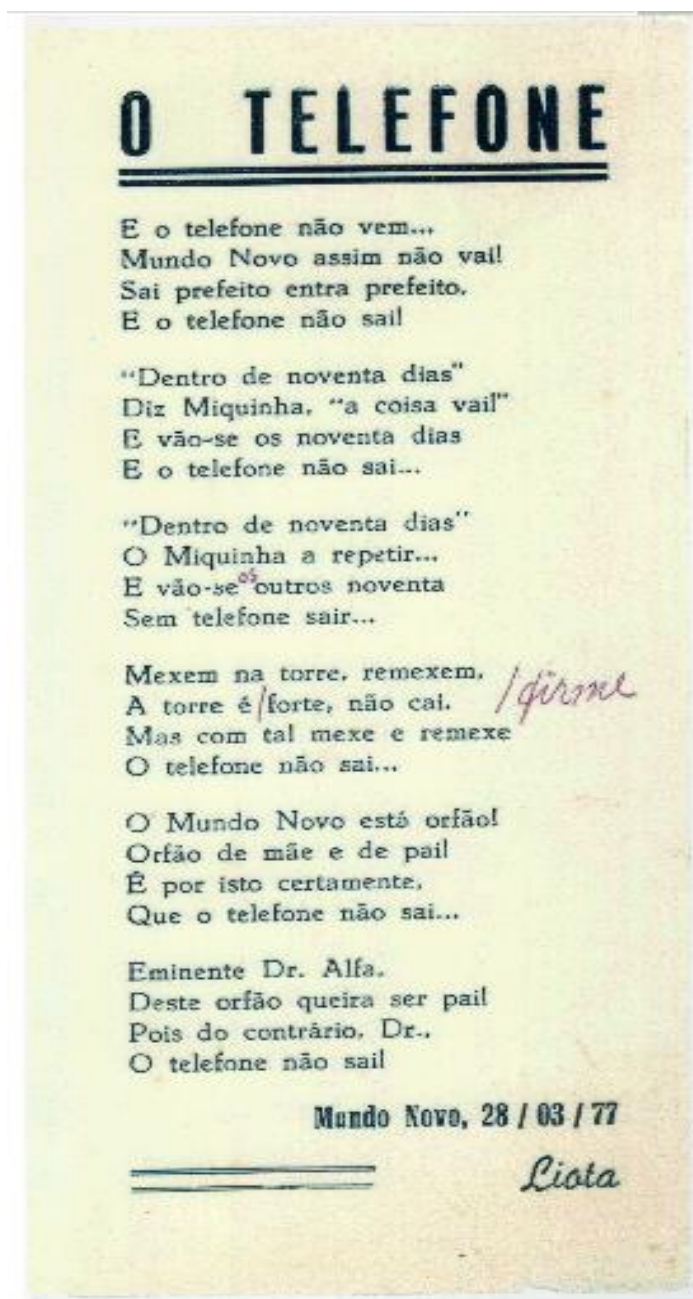 O TELEFONE
E o telefone não vem...
Mundo Novo assim não vai!
Sai prefeito entra prefeito,
E o telefone não sai!
“Dentro de noventa dias”
Diz Miquinha, “a coisa vai!”
E vão-se os noventa dias
E o telefone não sai...
“Dentro de noventa dias”
O Miquinha a repetir...
E vão-se os outros noventa
Sem telefone sair...
Mexem na torre, remexem,
A torre é / forte, não cai, / firme
Mas com tal mexe e remexe
O telefone não sai...
O Mundo Novo está orfão!
Orfão de mãe e de pai!
É por isto certamente,
Que o telefone não sai...
Eminente Dr. Alfa,
Deste orfão queira ser pai!
Pois do contrário, Dr.,
O telefone não sai!
Mundo Novo, 28 / 03 / 77
Liota